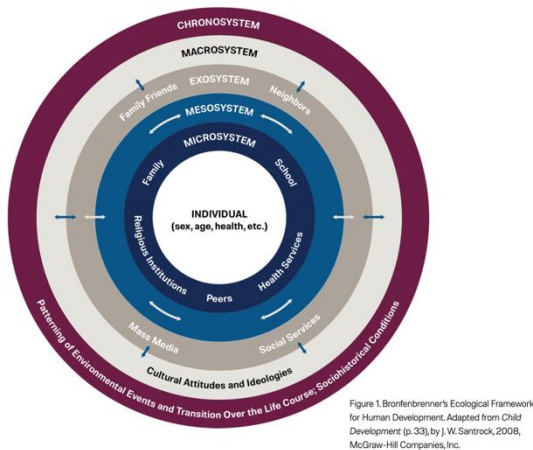 CHRONOSYSTEM
MACROSYSTEM
EXOSYSTEM
Family Friends
Neighbors
MESOSYSTEM
MICROSYSTEM
Family
School
INDIVIDUAL
(sex, age, health, etc.)
Religious Institutions
Health Services
Peers
Mass Media
Social Services
Cultural Attitudes and Ideologies
Patterning of Environmental Events and Transition Over the Life Course; Sociohistorical Conditions
Figure 1. Bronfenbrenner's Ecological Framework
for Human Development. Adapted from Child
Development (p. 33), by J. W. Santrock, 2008,
McGraw-Hill Companies, Inc.